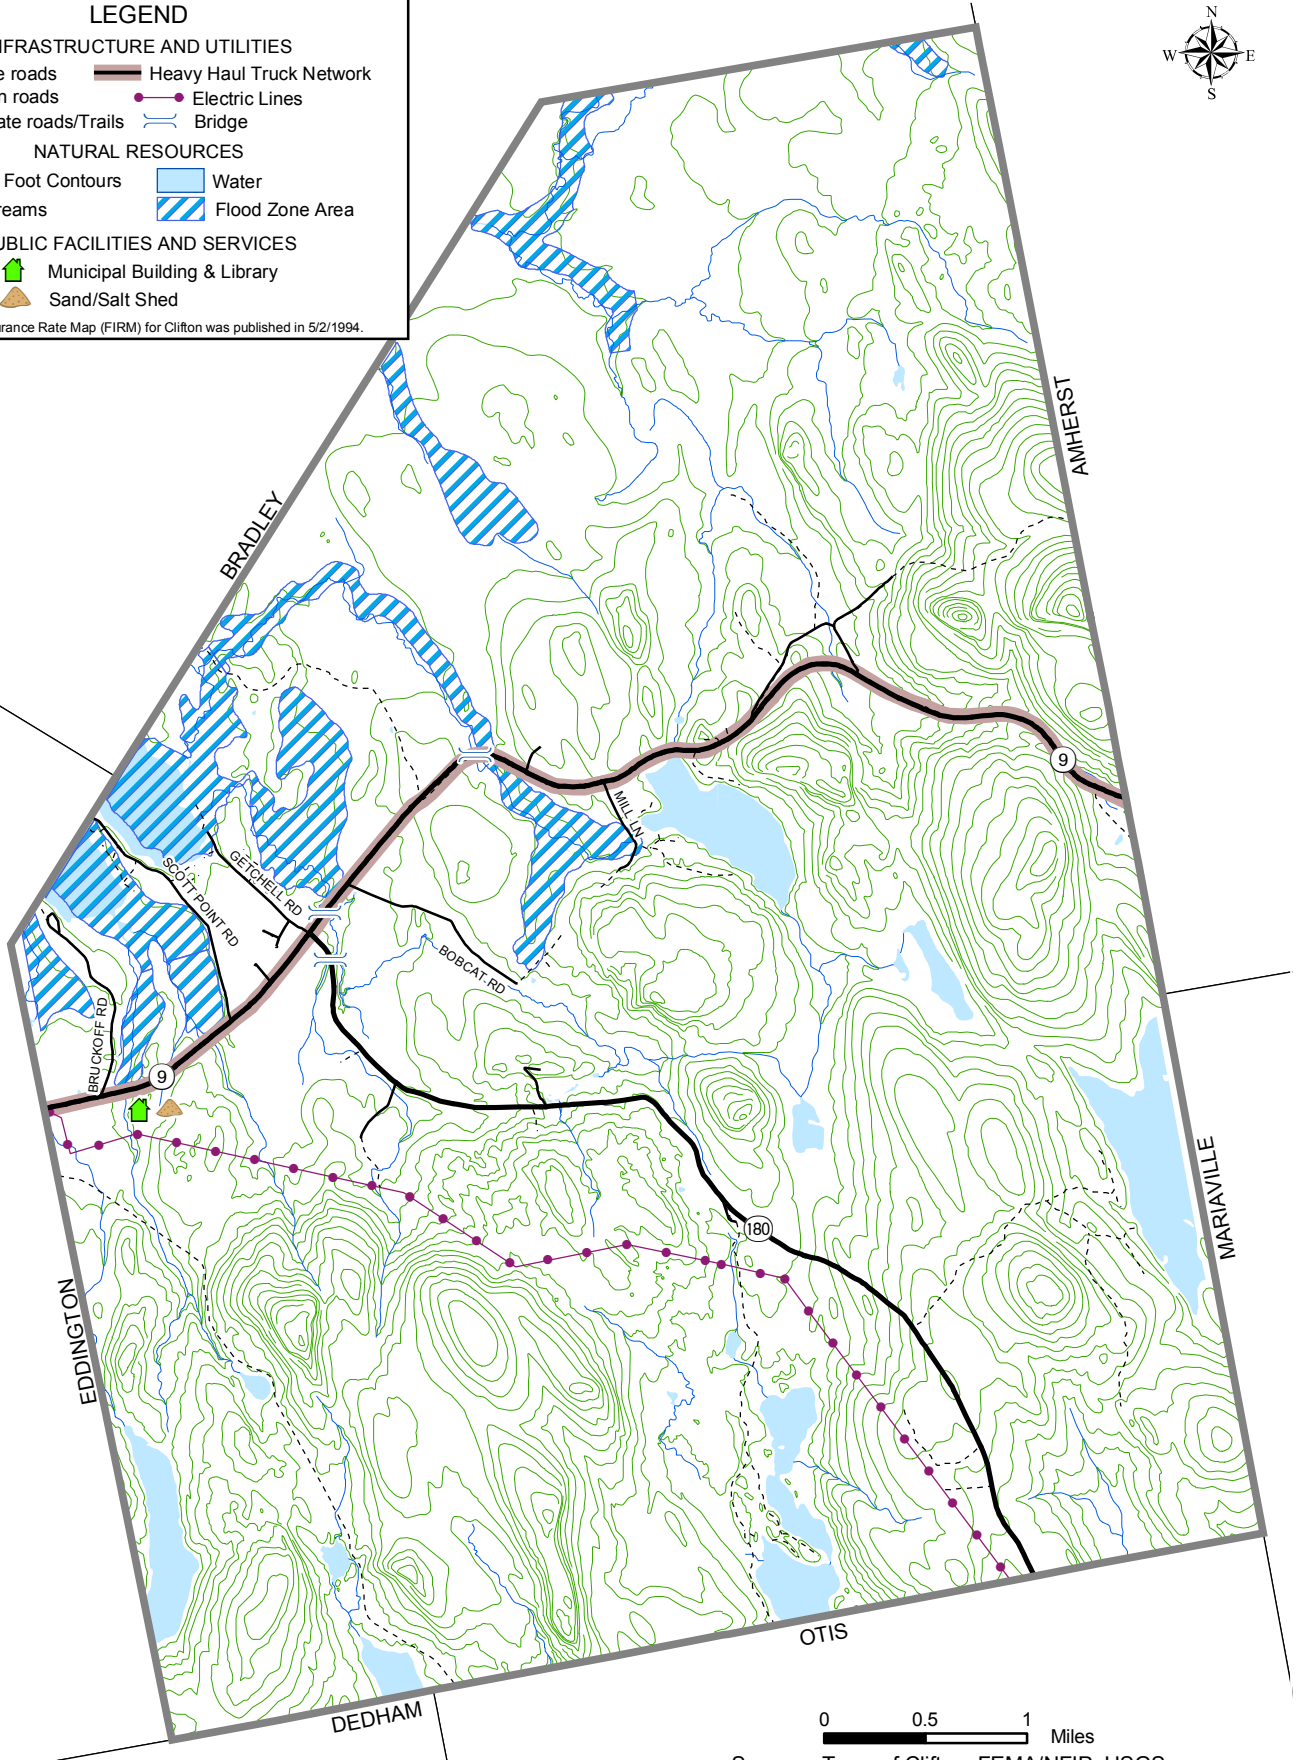 LEGEND
FRASTRUCTURE AND UTILITIES
e roads
Heavy Haul Truck Network
n roads
Electric Lines
ate roads/Trails
Bridge
NATURAL RESOURCES
Foot Contours
Water
reams
Flood Zone Area
UBLIC FACILITIES AND SERVICES
Municipal Building & Library
Sand/Salt Shed
urance Rate Map (FIRM) for Clifton was published in 5/2/1994.
N
W E
S
AMHERST
BRADLEY
9
MILL LN
GETCHELL RD
SCOTT POINT RD
BOBCAT RD
BRUCKOFF RD
9
MARIAVILLE
180
EDDINGTON
OTIS
DEDHAM
0 0.5 1
Miles